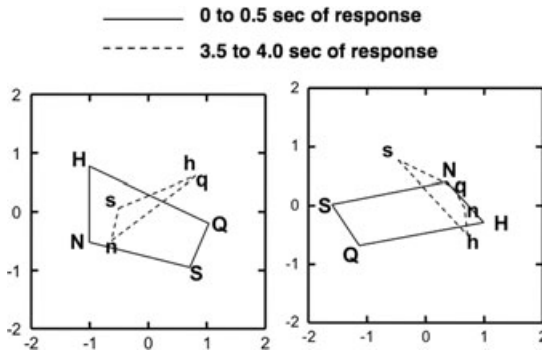 0 to 0.5 sec of response
3.5 to 4.0 sec of response
2
1
0
-1
-2
-2 -1 0 1 2
H
h
q
s
Q
N
n
S
2
1
0
-1
-2
-2 -1 0 1 2
s
N
q
S
n
H
h
Q